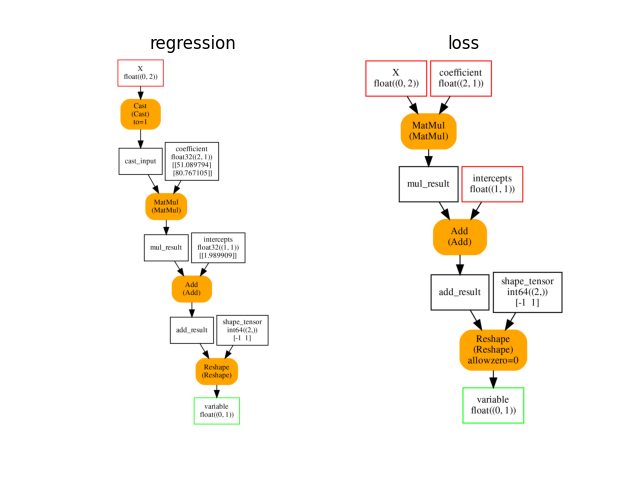 regression
X
float((0, 2))
Cast
(Cast)
to=1
cast_input
coefficient
float32((2, 1))
[[51.089794]
[80.767105]]
MatMul
(MatMul)
mul_result
intercepts
float32((1, 1))
[[1.989909]]
Add
(Add)
add_result
shape_tensor
int64((2,))
[-1 1]
Reshape
(Reshape)
variable
float((0, 1))
loss
X
float((0, 2))
coefficient
float((2, 1))
MatMul
(MatMul)
mul_result
intercepts
float((1, 1))
Add
(Add)
add_result
shape_tensor
int64((2,))
[-1 1]
Reshape
(Reshape)
allowzero=0
variable
float((0, 1))